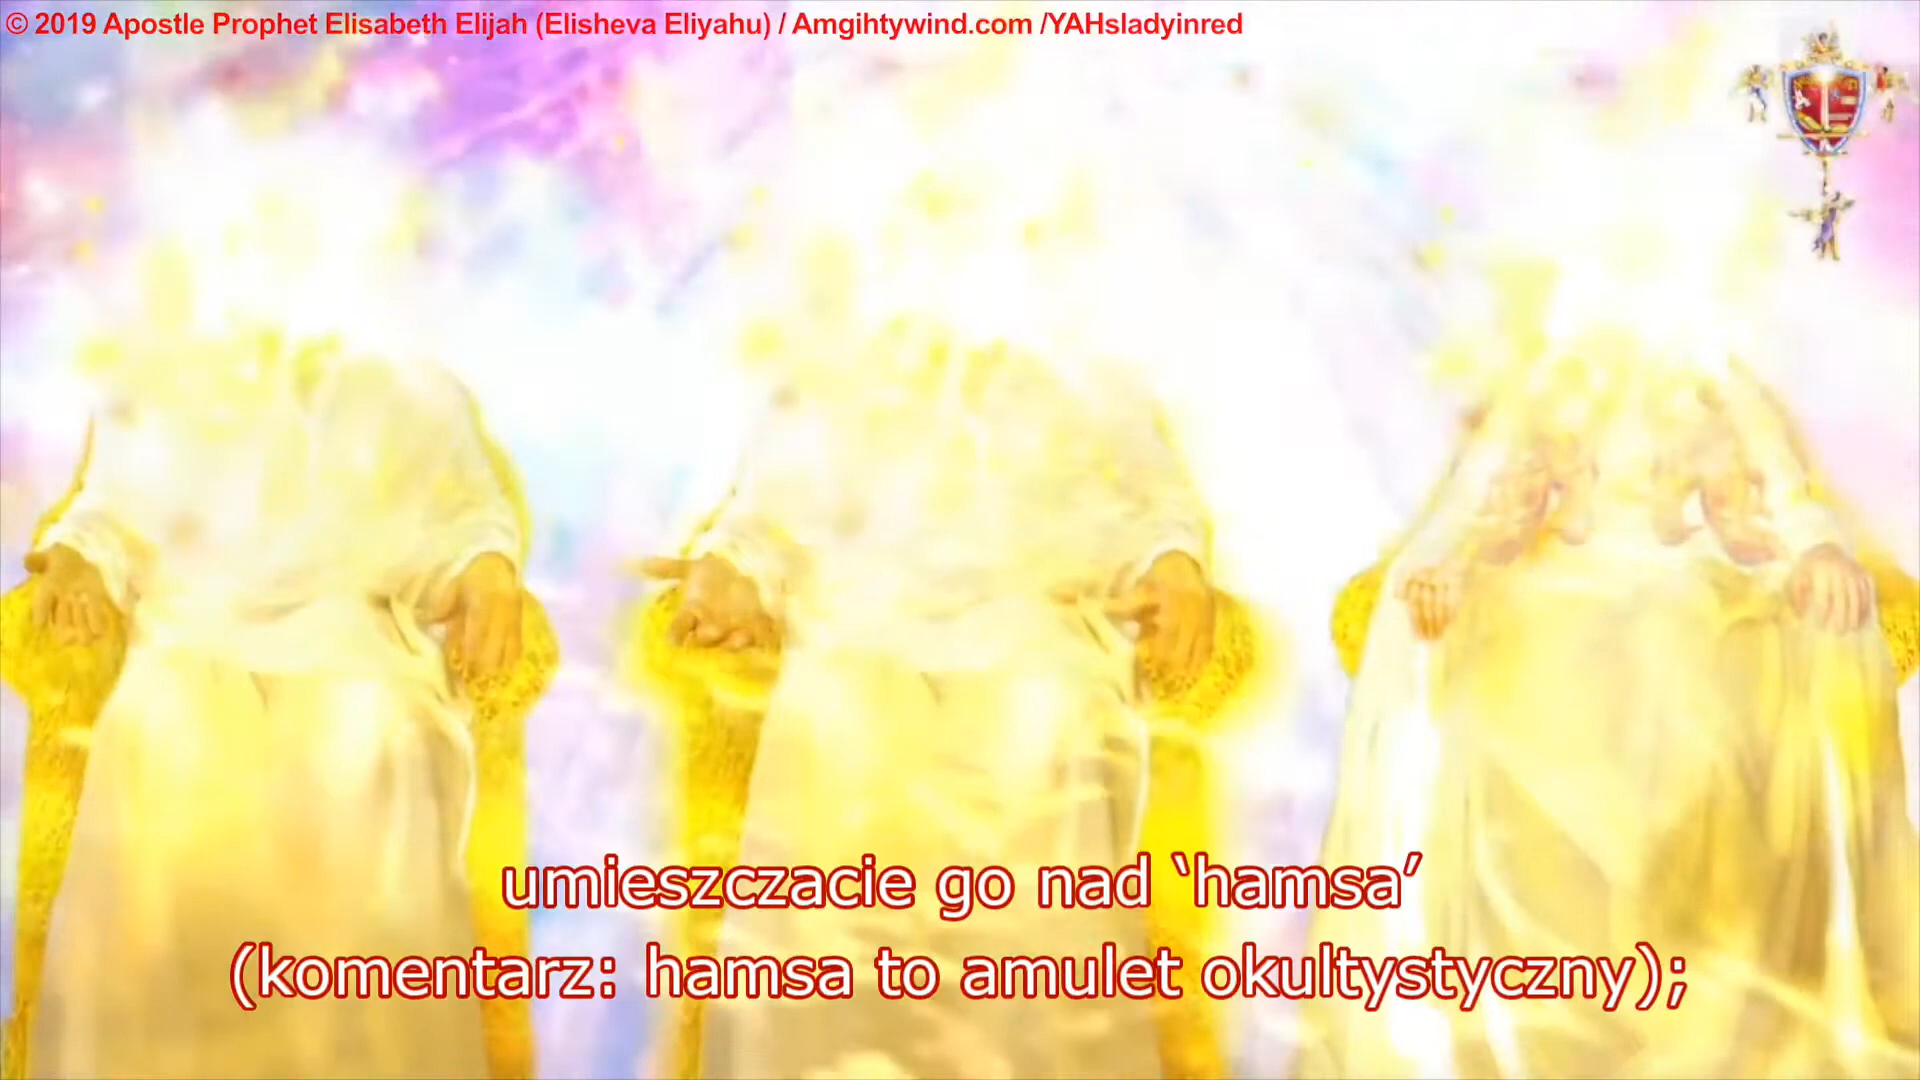 © 2019 Apostle Prophet Elisabeth Elijah (Elisheva Eliyahu) / Amgihtywind.com /YAHsladyinred
umieszczacie go nad ‘hamsa’
(komentarz: hamsa to amulet okultystyczny);